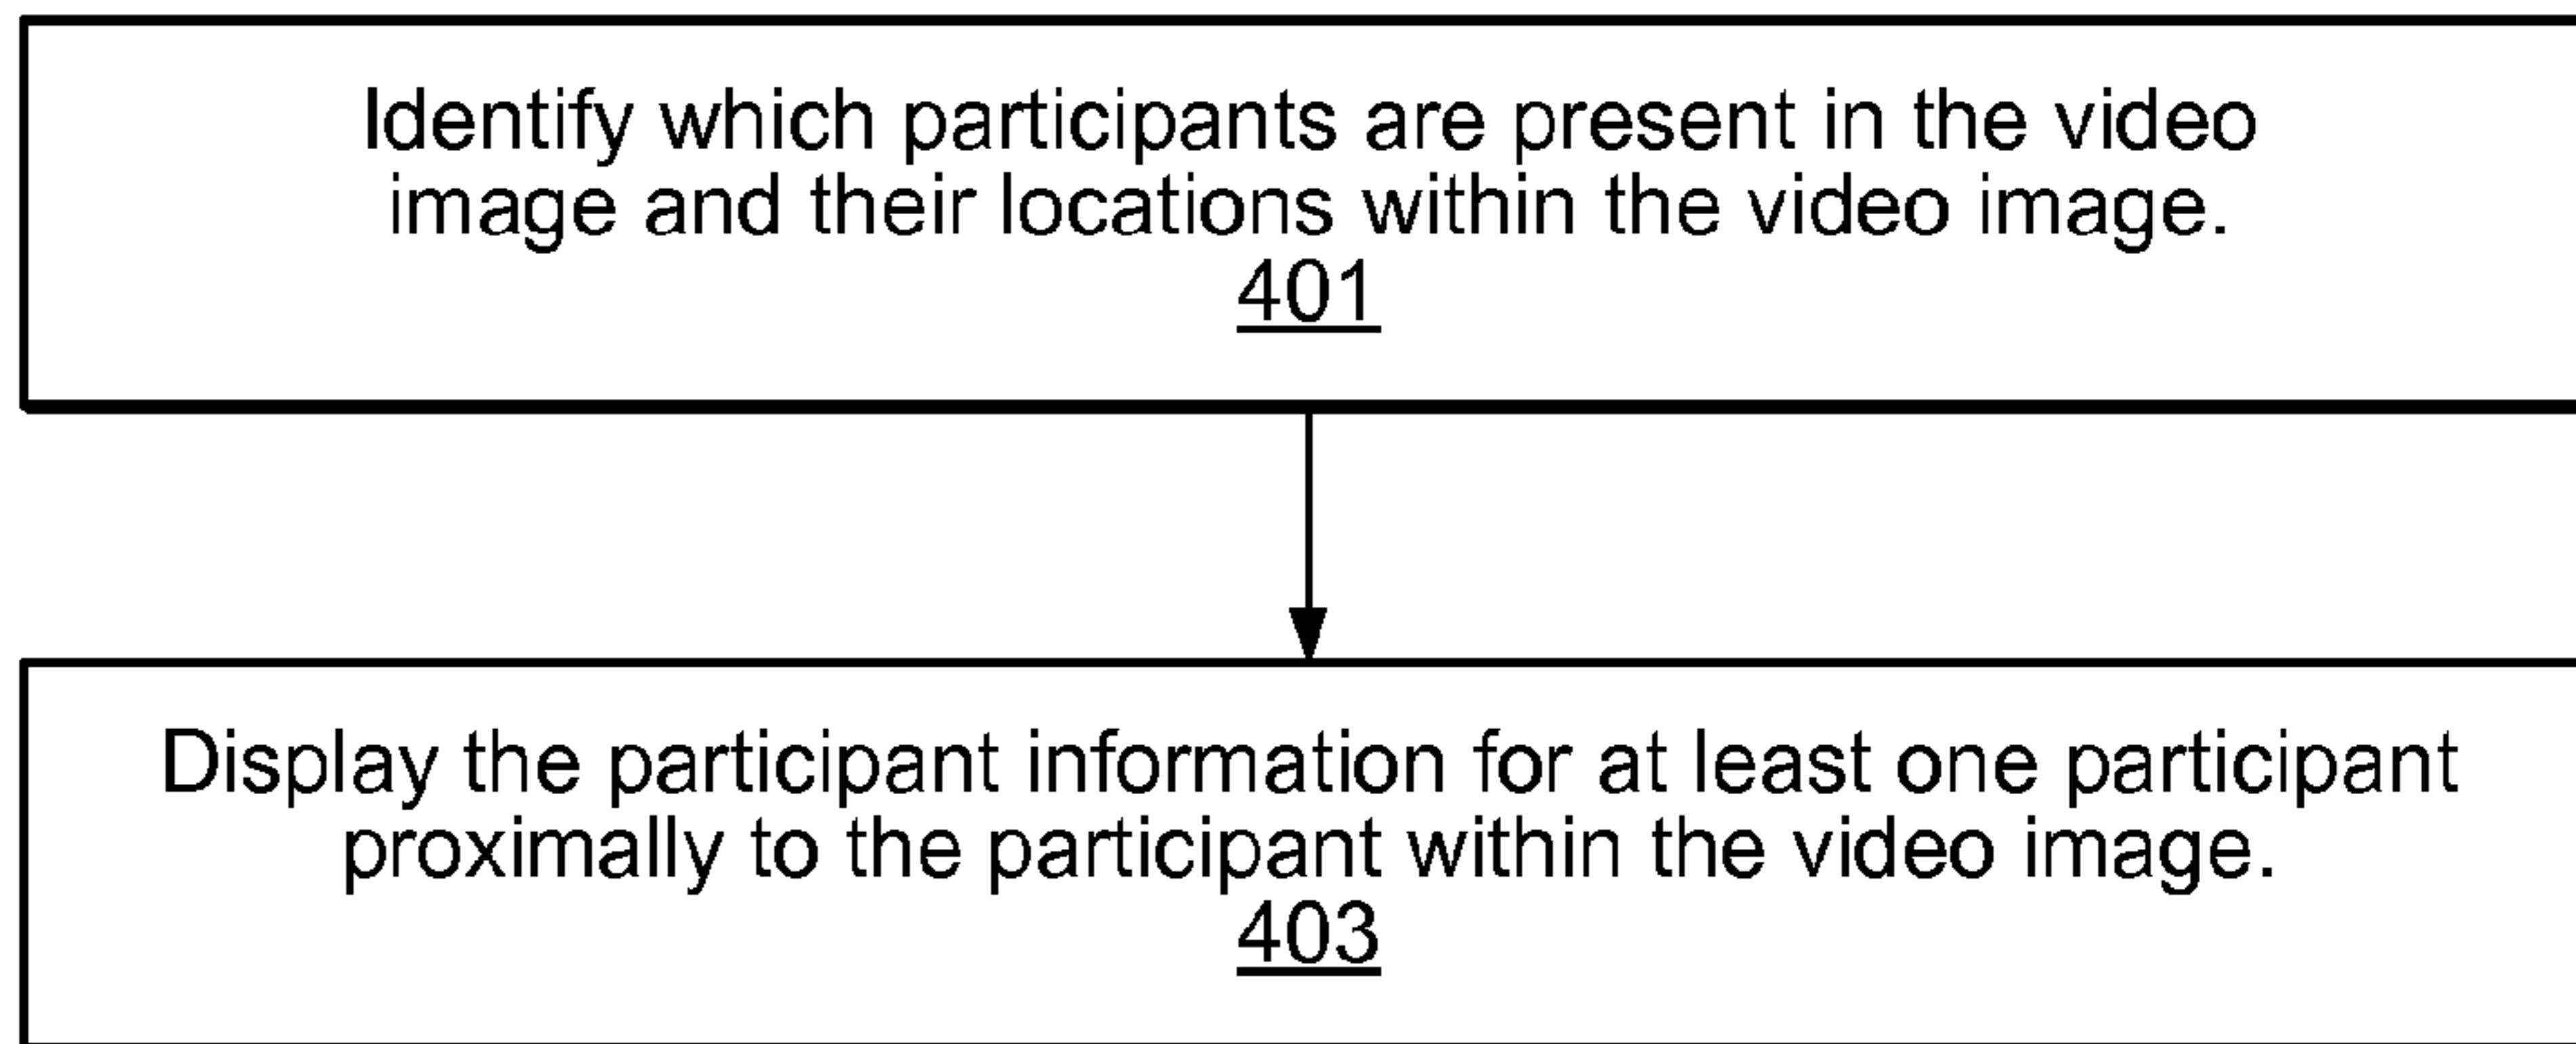 Identify which participants are present in the video
image and their locations within the video image.
401
Display the participant information for at least one participant
proximally to the participant within the video image.
403